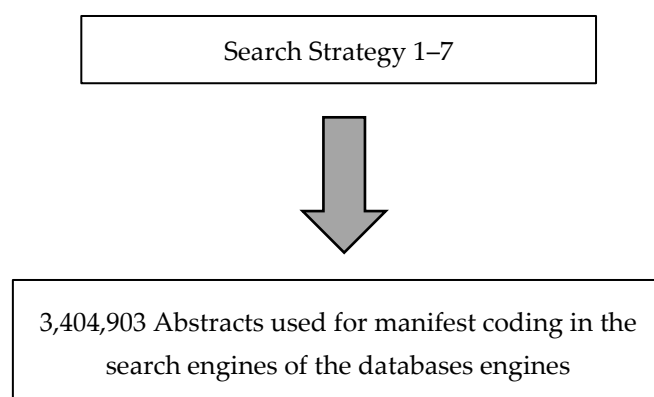 Search Strategy 1–7
3,404,903 Abstracts used for manifest coding in the
search engines of the databases engines